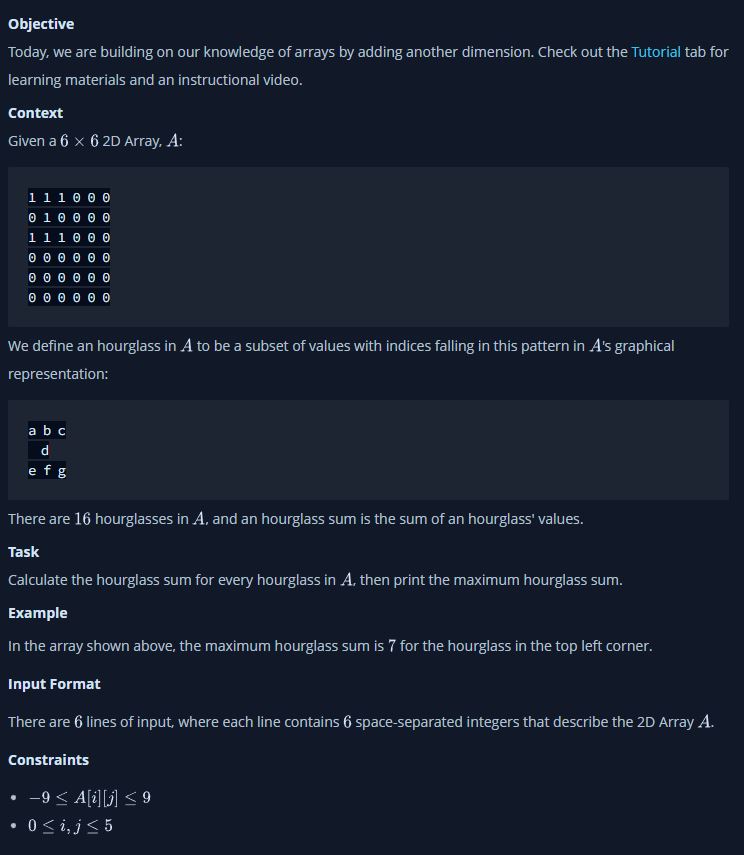 Objective
Today, we are building on our knowledge of arrays by adding another dimension. Check out the Tutorial tab for
learning materials and an instructional video.
Context
Given a 6 × 6 2D Array, A:
1 1 1 0 0 0
0 1 0 0 0 0
1 1 1 0 0 0
0 0 0 0 0 0
0 0 0 0 0 0
0 0 0 0 0 0
We define an hourglass in A to be a subset of values with indices falling in this pattern in A's graphical
representation:
a b c
  d
e f g
There are 16 hourglasses in A, and an hourglass sum is the sum of an hourglass' values.
Task
Calculate the hourglass sum for every hourglass in A, then print the maximum hourglass sum.
Example
In the array shown above, the maximum hourglass sum is 7 for the hourglass in the top left corner.
Input Format
There are 6 lines of input, where each line contains 6 space-separated integers that describe the 2D Array A.
Constraints
• −9 ≤ A[i][j] ≤ 9
• 0 ≤ i, j ≤ 5